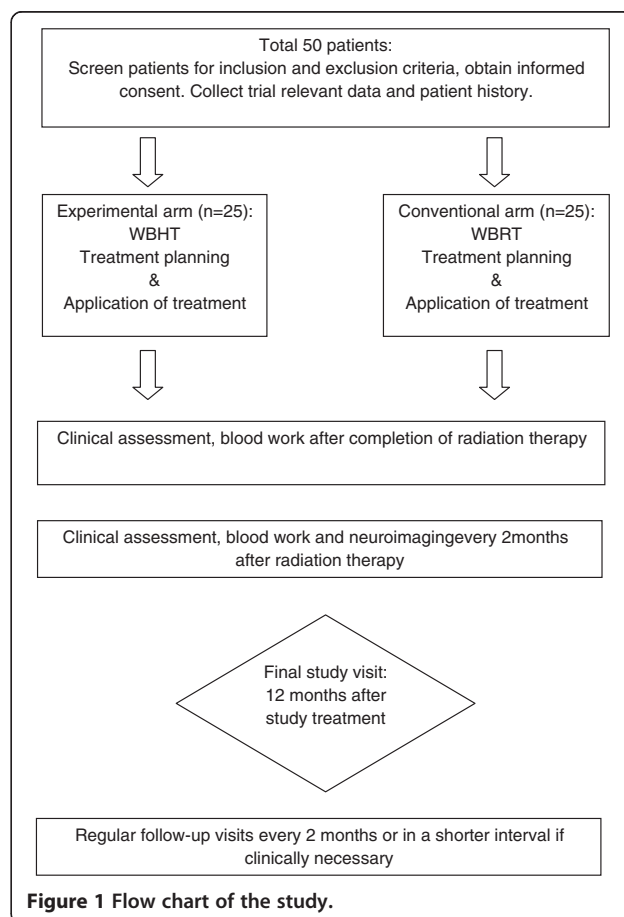 Total 50 patients:
Screen patients for inclusion and exclusion criteria, obtain informed
consent. Collect trial relevant data and patient history.
Experimental arm (n=25):
WBHT
Treatment planning
&
Application of treatment
Conventional arm (n=25):
WBRT
Treatment planning
&
Application of treatment
Clinical assessment, blood work after completion of radiation therapy
Clinical assessment, blood work and neuroimagingevery 2months
after radiation therapy
Final study visit:
12 months after
study treatment
Regular follow-up visits every 2 months or in a shorter interval if
clinically necessary
Figure 1 Flow chart of the study.